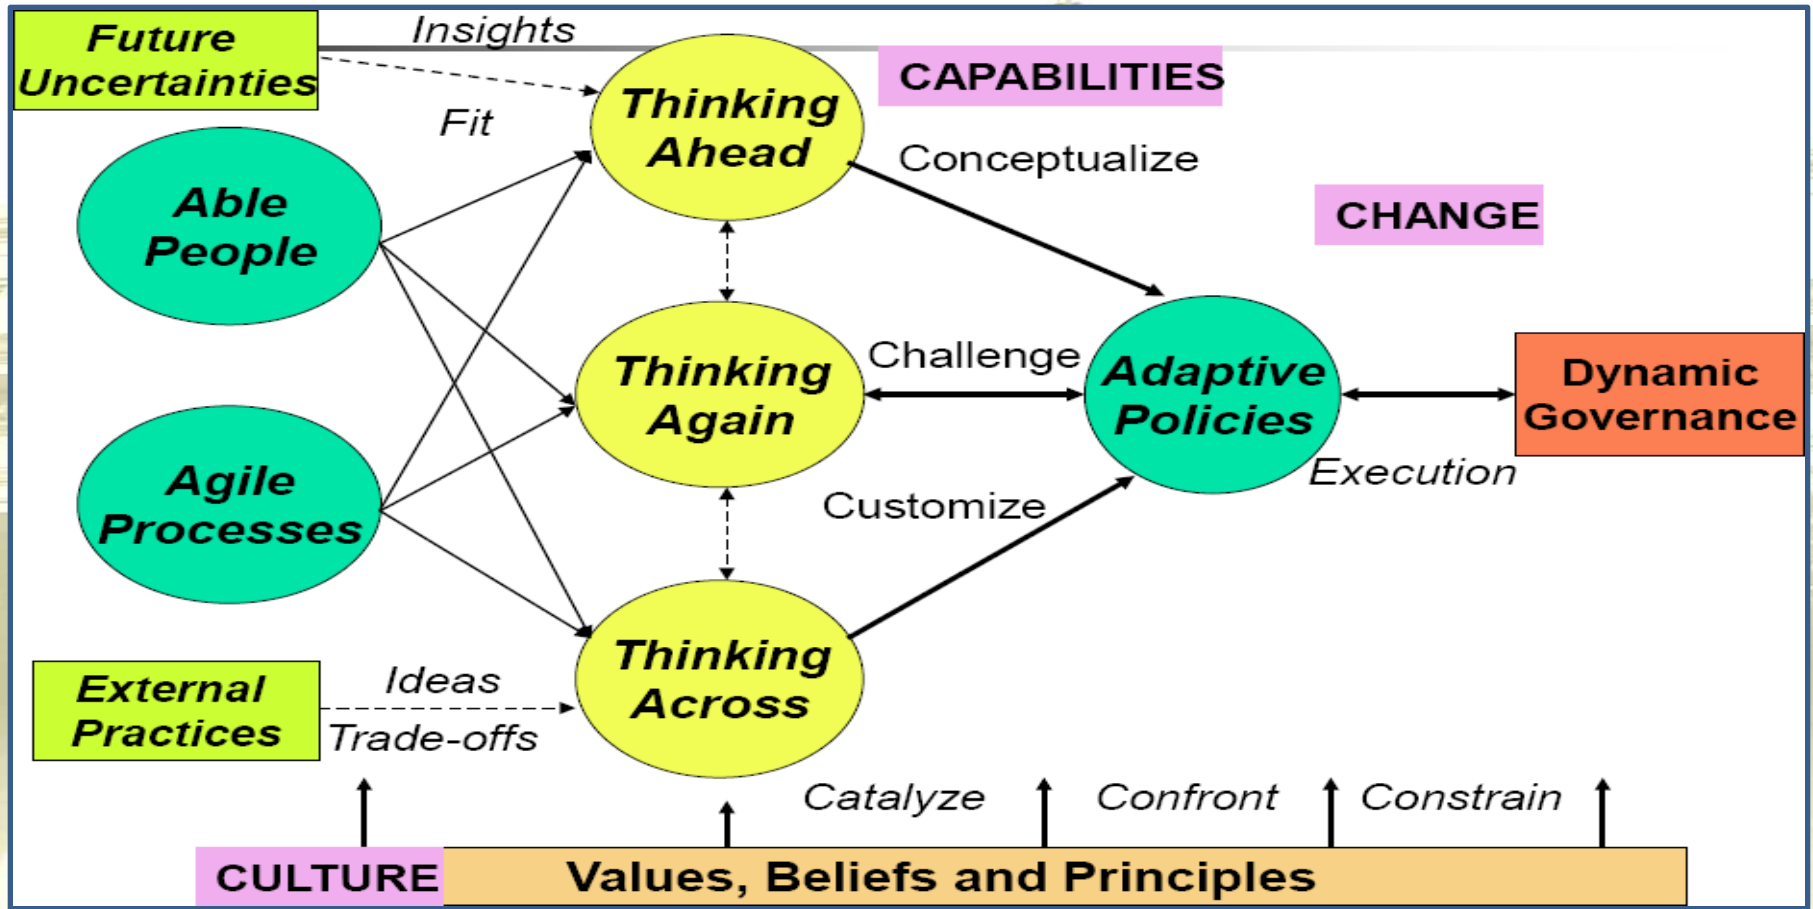 Future
Uncertainties
Insights
Fit
Thinking
Ahead
CAPABILITIES
Conceptualize
CHANGE
Able
People
Thinking
Again
Challenge
Adaptive
Policies
Dynamic
Governance
Execution
Agile
Processes
Customize
External
Practices
Ideas
Trade-offs
Thinking
Across
Catalyze
Confront
Constrain
CULTURE
Values, Beliefs and Principles